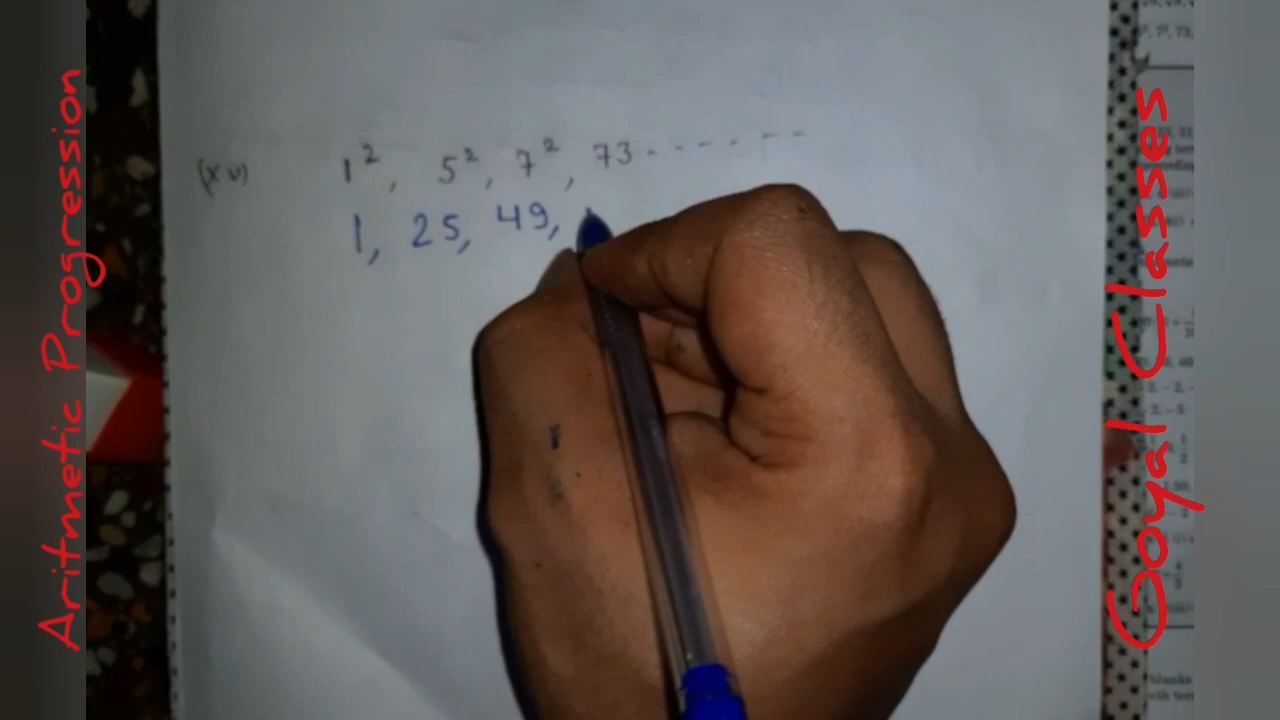 Aritmetic Progression
(xv) 1², 5², 7², 73 - - - - - - -
1, 25, 49,
Goyal Classes